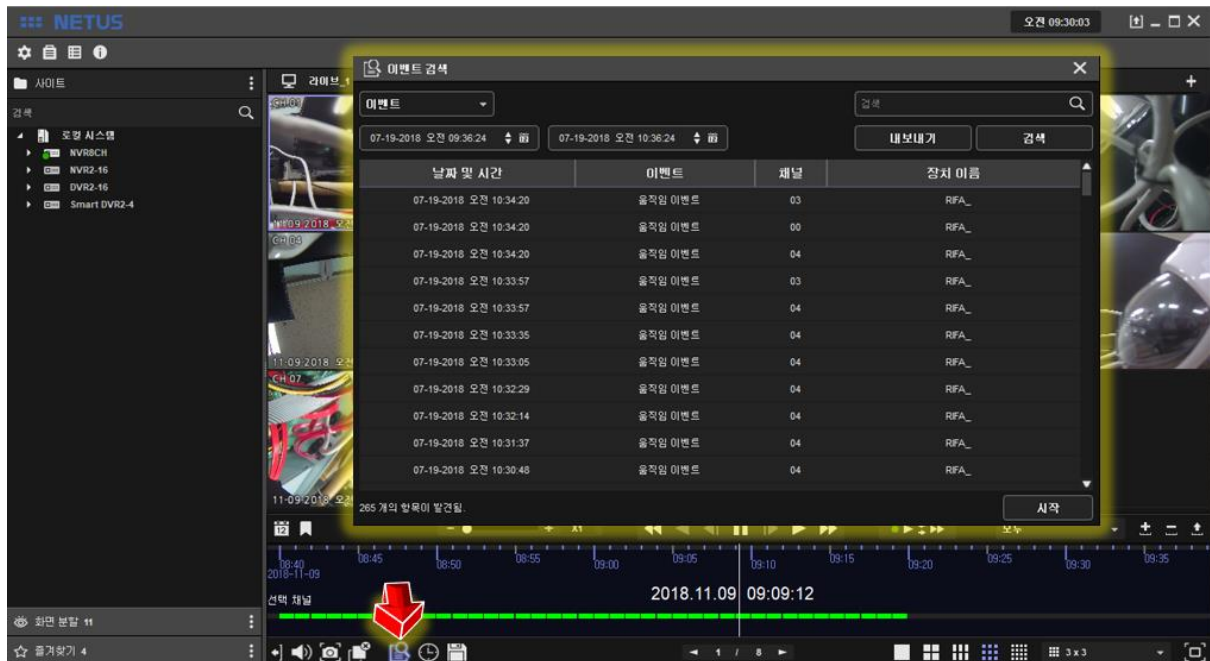 NETUS
오전 09:30:03
사이트
라이브_1
검색
로컬 시스템
NVR8CH
NVR2-16
DVR2-16
Smart DVR2-4
이벤트 검색
이벤트
검색
07-19-2018 오전 09:36:24
07-19-2018 오전 10:36:24
내보내기
검색
날짜 및 시간 이벤트 채널 장치 이름
07-19-2018 오전 10:34:20 움직임 이벤트 03 RIFA_
07-19-2018 오전 10:34:20 움직임 이벤트 00 RIFA_
07-19-2018 오전 10:34:20 움직임 이벤트 04 RIFA_
07-19-2018 오전 10:33:57 움직임 이벤트 03 RIFA_
07-19-2018 오전 10:33:57 움직임 이벤트 04 RIFA_
07-19-2018 오전 10:33:35 움직임 이벤트 04 RIFA_
07-19-2018 오전 10:33:05 움직임 이벤트 04 RIFA_
07-19-2018 오전 10:32:29 움직임 이벤트 04 RIFA_
07-19-2018 오전 10:32:14 움직임 이벤트 04 RIFA_
07-19-2018 오전 10:31:37 움직임 이벤트 04 RIFA_
07-19-2018 오전 10:30:48 움직임 이벤트 04 RIFA_
265 개의 항목이 발견됨.
시작
CH 01
11-09-2018
CH 04
11-09-2018
CH 07
11-09-2018
12
X1
모두
08:40 08:45 08:50 08:55 09:00 09:05 09:10 09:15 09:20 09:25 09:30 09:35
2018-11-09
선택 채널
2018.11.09 09:09:12
화면 분할 11
즐겨찾기 4
1 / 8
3 x 3